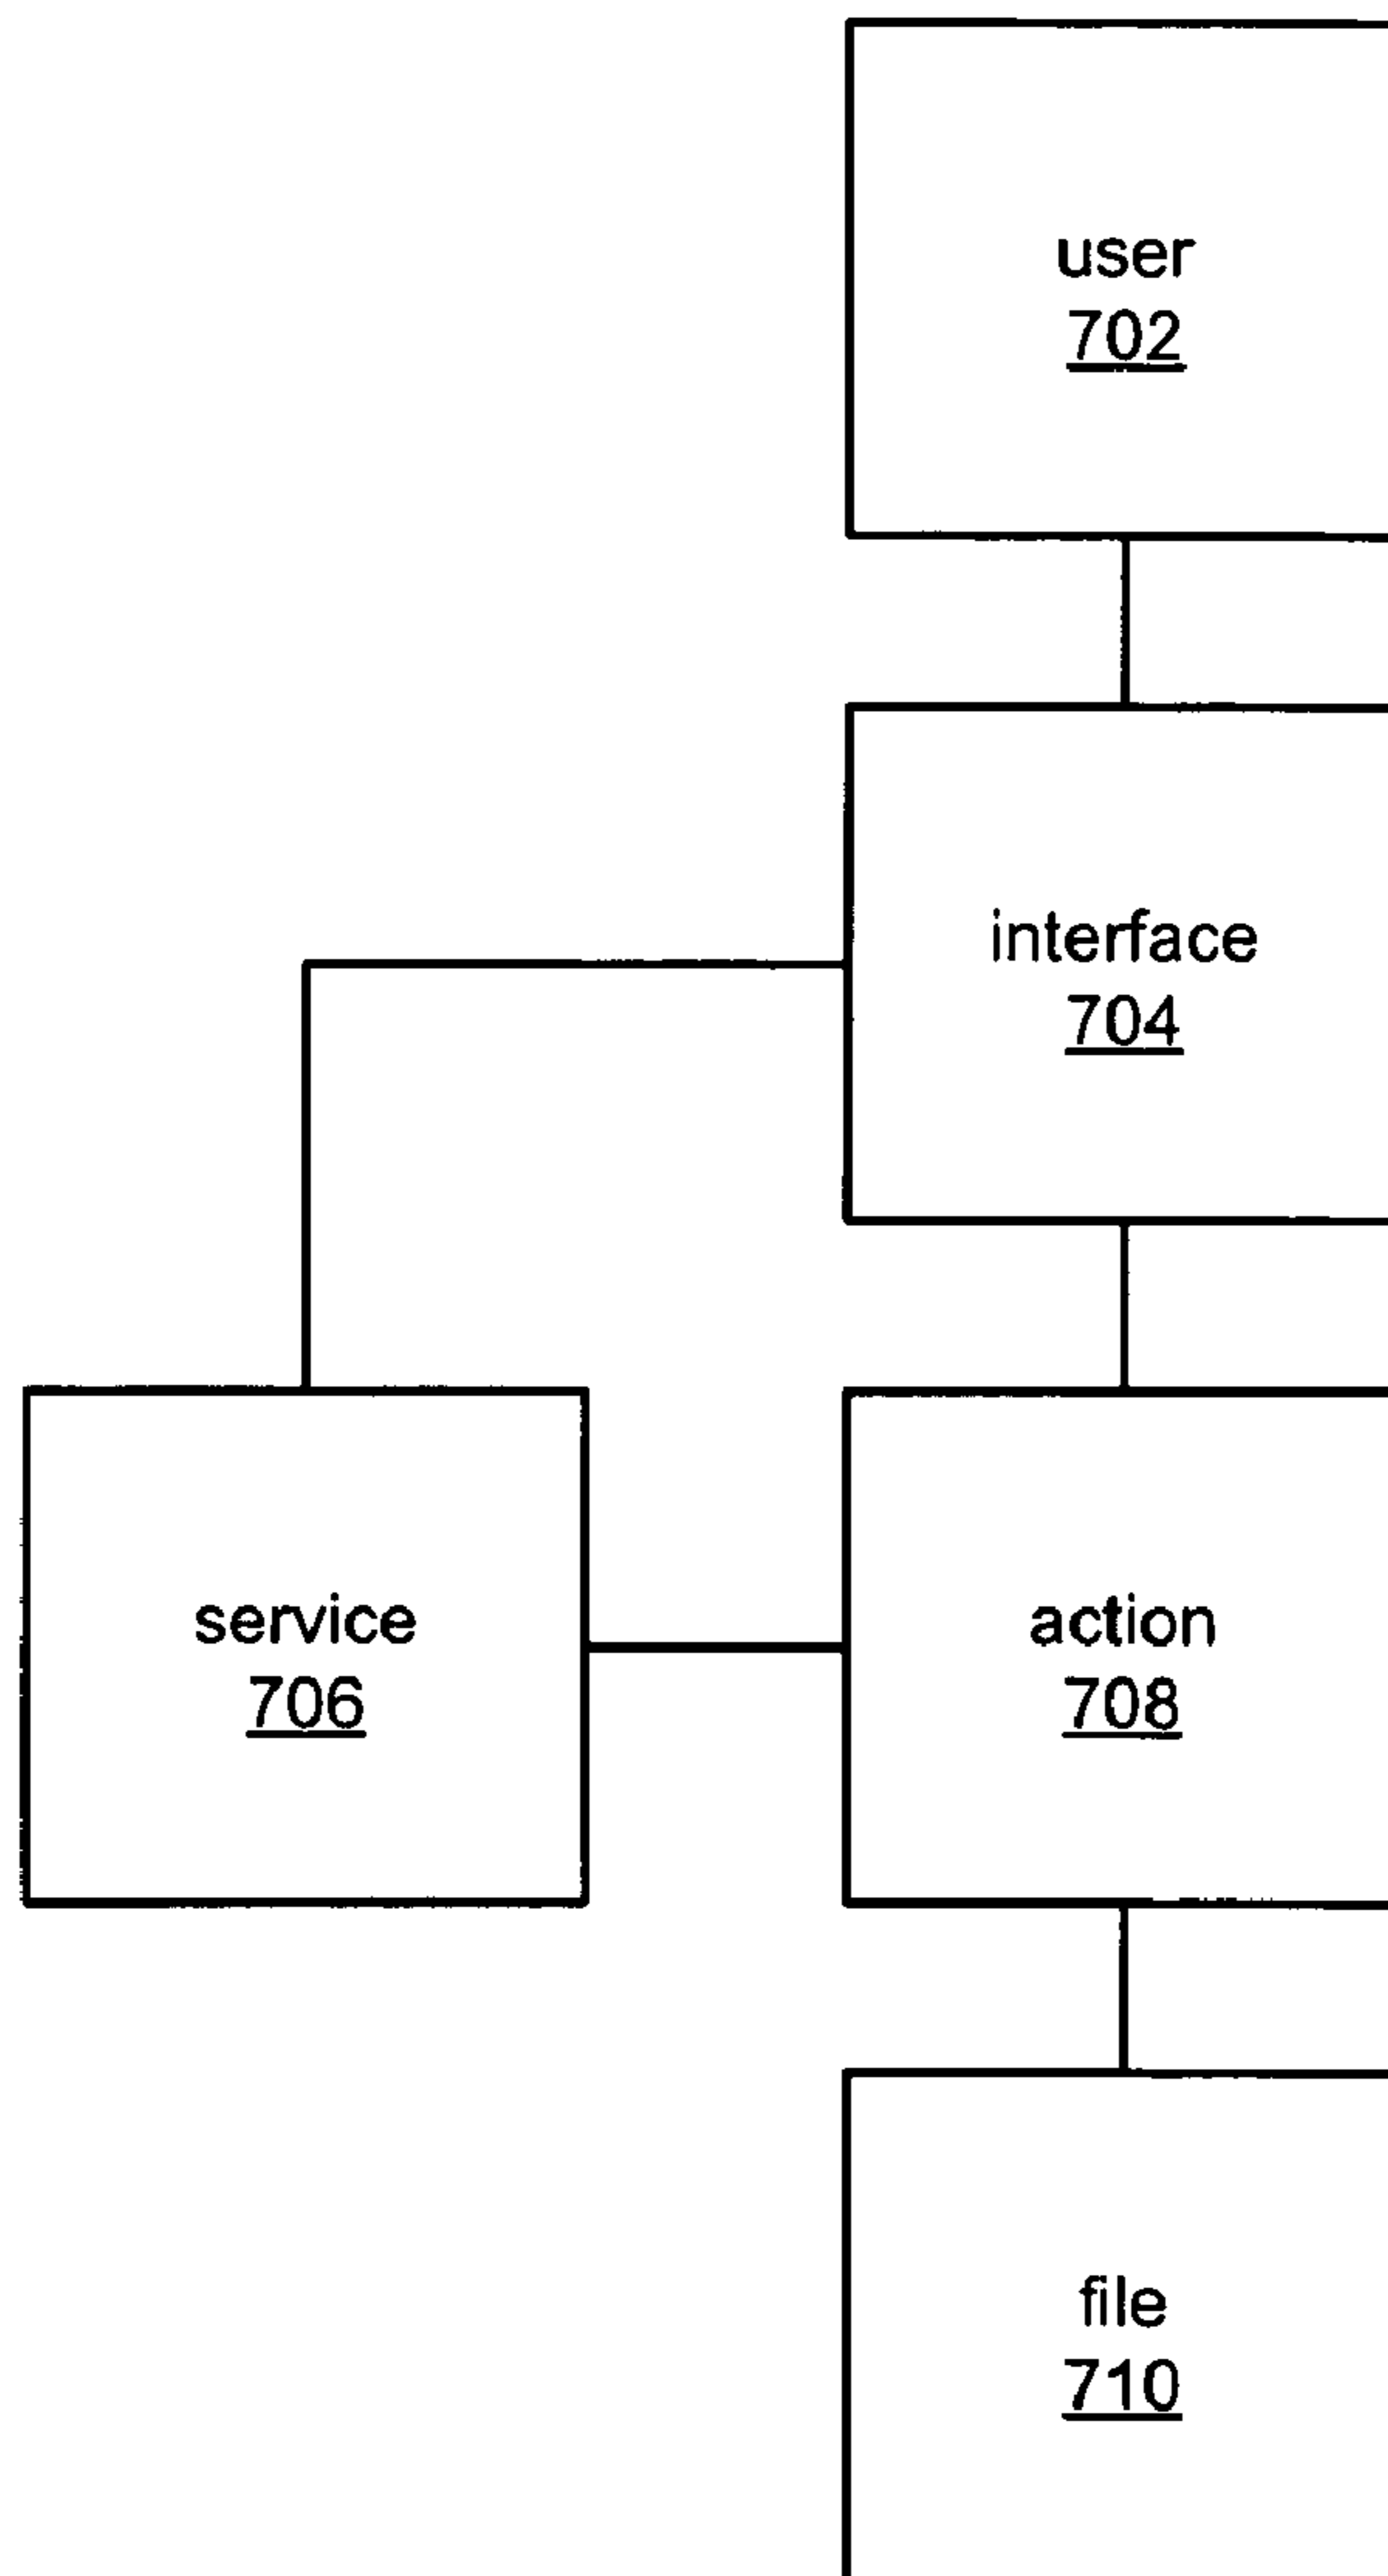 user
702
interface
704
service
706
action
708
file
710